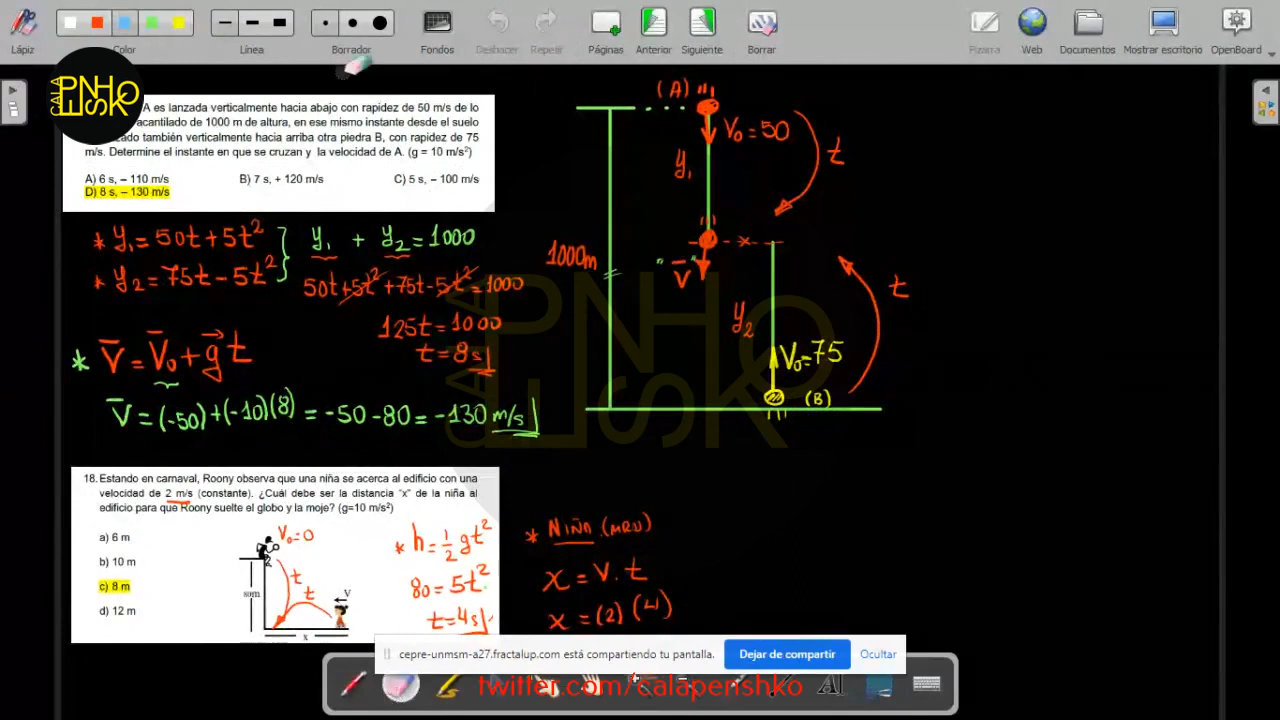 Lápiz
Color
Línea
Borrador
Fondos
Deshacer
Repetir
Páginas
Anterior
Siguiente
Borrar
Pizarra
Web
Documentos
Mostrar escritorio
OpenBoard
CALA
PENSHKO
A es lanzada verticalmente hacia abajo con rapidez de 50 m/s de lo
acantilado de 1000 m de altura, en ese mismo instante desde el suelo
zado también verticalmente hacia arriba otra piedra B, con rapidez de 75
m/s. Determine el instante en que se cruzan y la velocidad de A. (g = 10 m/s²)
A) 6 s, – 110 m/s B) 7 s, + 120 m/s C) 5 s, – 100 m/s
D) 8 s, – 130 m/s
* y₁ = 50t + 5t²
* y₂ = 75t – 5t²
y₁ + y₂ = 1000
50t + 5t² + 75t – 5t² = 1000
125t = 1000
t = 8 s
* V = V₀ + g t
V = (-50) + (-10)(8) = -50 - 80 = -130 m/s
(A)
V₀ = 50
y₁
t
1000m
V
y₂
t
V₀=75
(B)
18. Estando en carnaval, Roony observa que una niña se acerca al edificio con una
velocidad de 2 m/s (constante). ¿Cuál debe ser la distancia "x" de la niña al
edificio para que Roony suelte el globo y la moje? (g=10 m/s²)
a) 6 m
b) 10 m
c) 8 m
d) 12 m
V₀=0
t
t
80m
V
x
* h = ½ gt²
80 = 5t²
t = 4 s
* NIÑA (MRU)
x = V. t
x = (2) (4)
cepre-unmsm-a27.fractalup.com está compartiendo tu pantalla.
Dejar de compartir
Ocultar
twitter.com/calapenshko